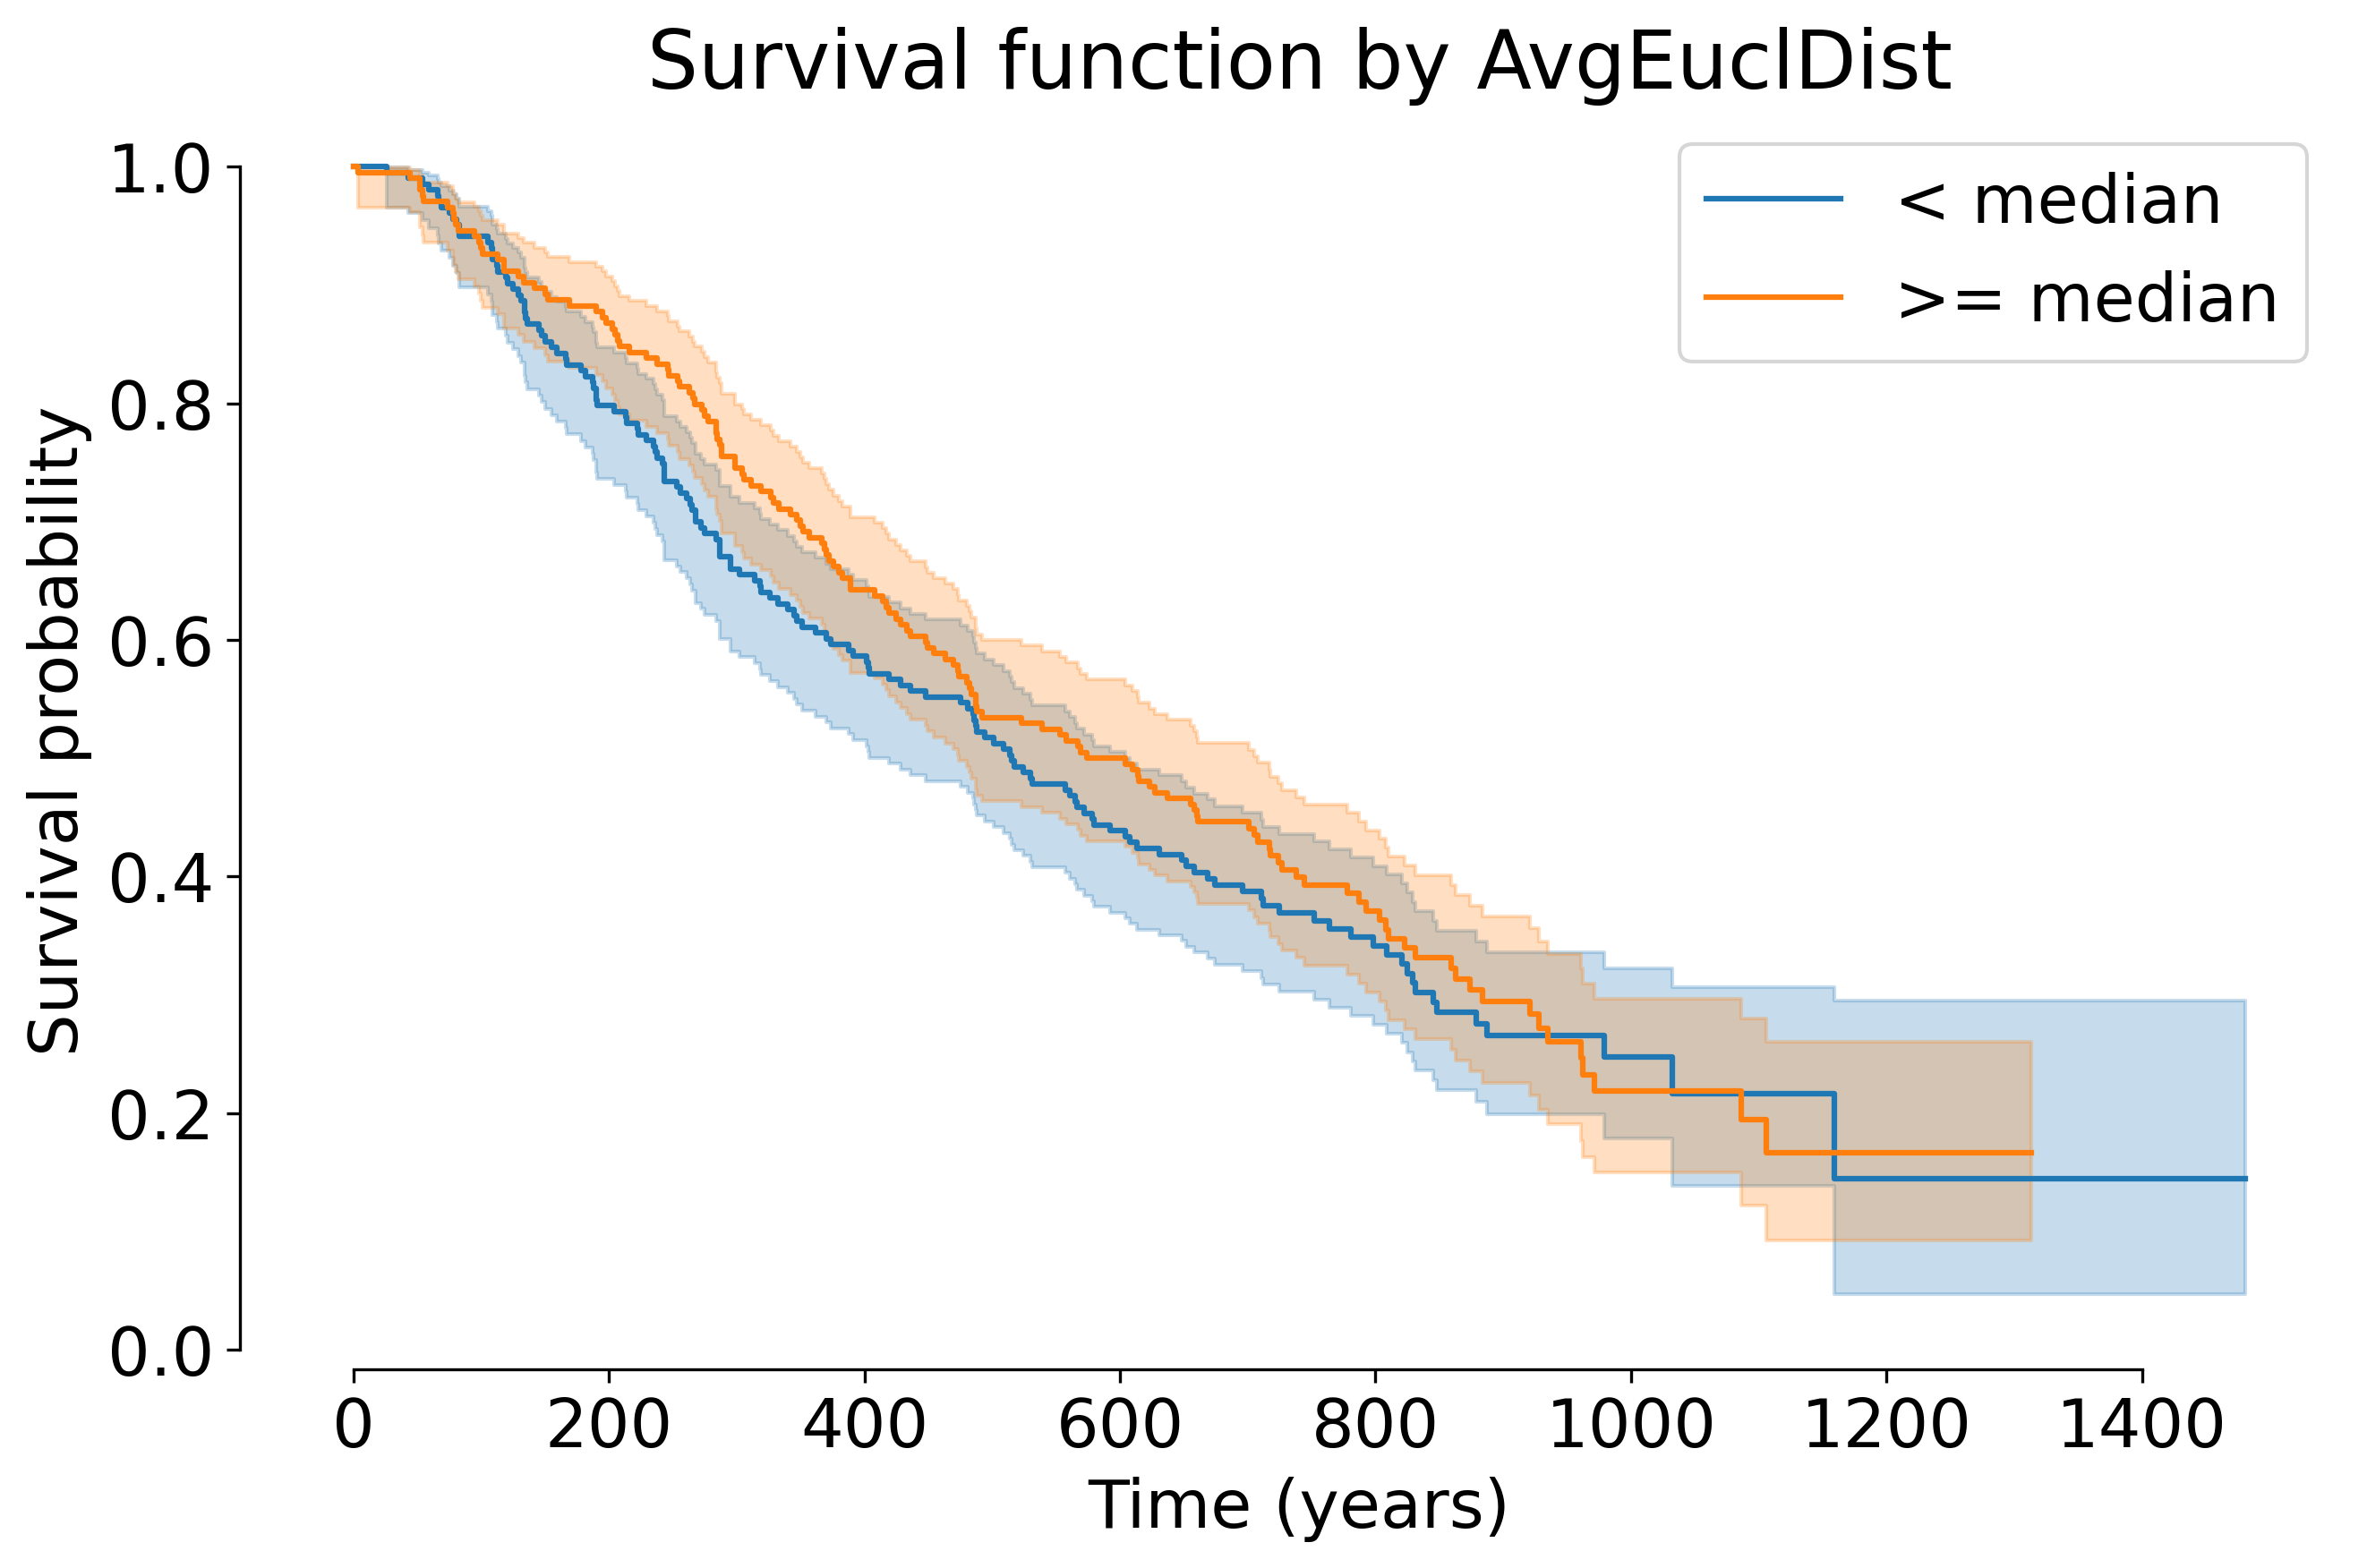 Survival function by AvgEuclDist
< median
>= median
Survival probability
1.0
0.8
0.6
0.4
0.2
0.0
0 200 400 600 800 1000 1200 1400
Time (years)